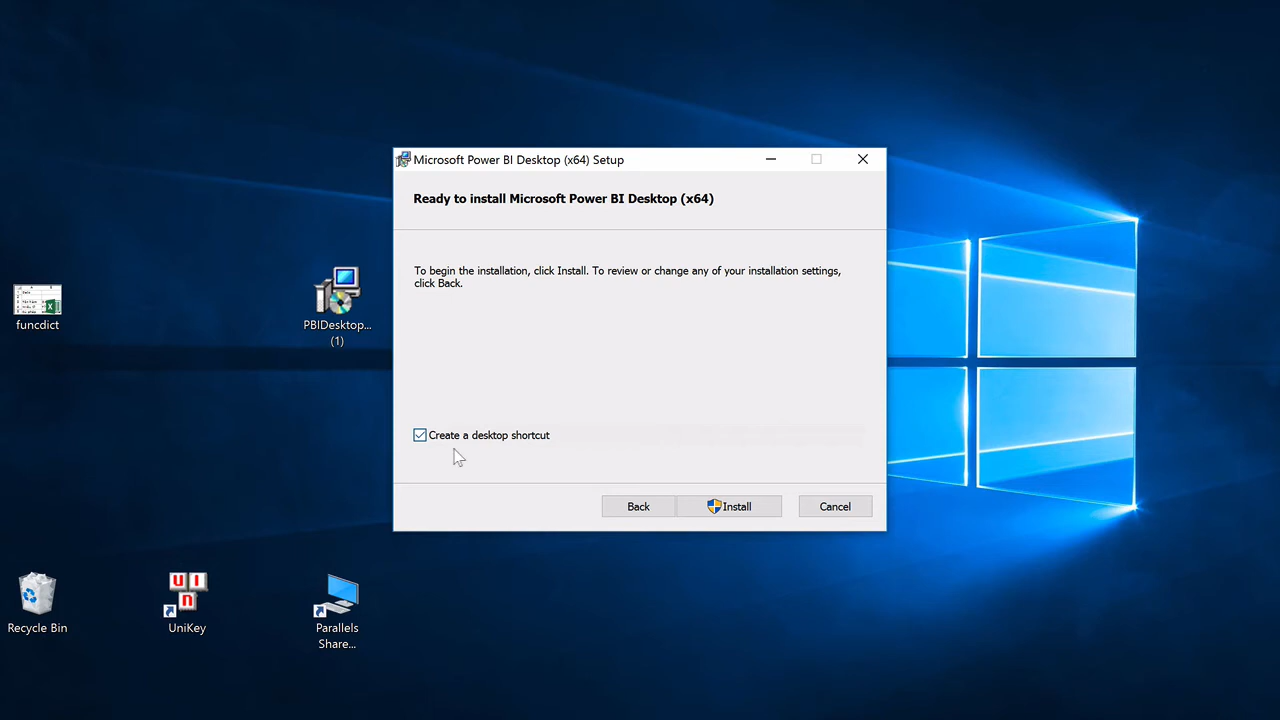 Microsoft Power BI Desktop (x64) Setup
Ready to install Microsoft Power BI Desktop (x64)
To begin the installation, click Install. To review or change any of your installation settings,
click Back.
Create a desktop shortcut
Back
Install
Cancel
funcdict
PBIDesktop...
(1)
Recycle Bin
UniKey
Parallels
Share...